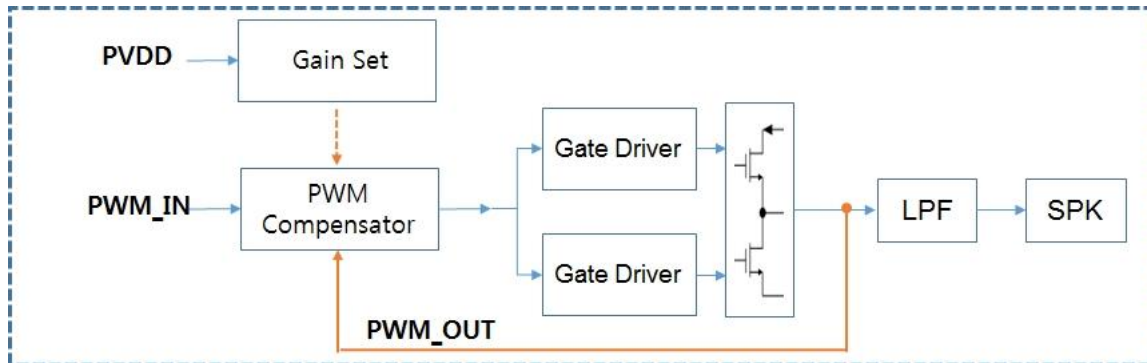 PVDD
Gain Set
PWM_IN
PWM
Compensator
Gate Driver
Gate Driver
LPF
SPK
PWM_OUT